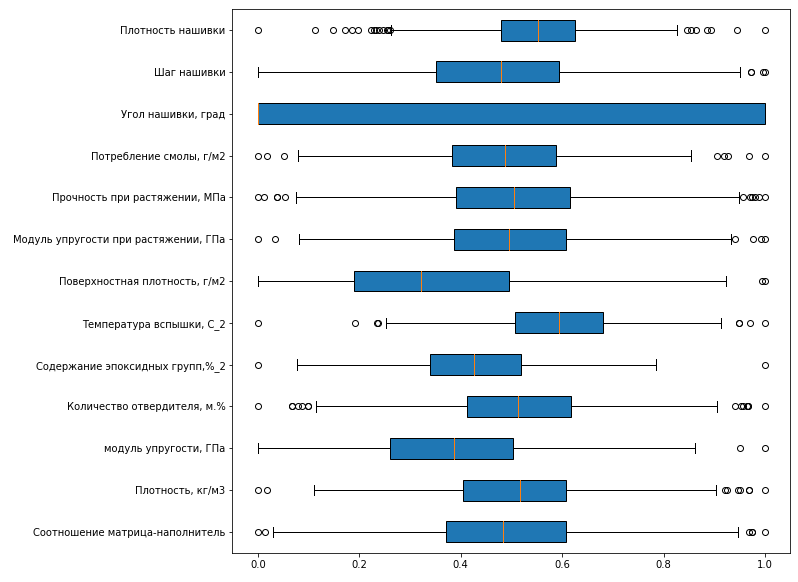 Плотность нашивки
Шаг нашивки
Угол нашивки, град
Потребление смолы, г/м2
Прочность при растяжении, МПа
Модуль упругости при растяжении, ГПа
Поверхностная плотность, г/м2
Температура вспышки, С_2
Содержание эпоксидных групп,%_2
Количество отвердителя, м.%
модуль упругости, ГПа
Плотность, кг/м3
Соотношение матрица-наполнитель
0.0 0.2 0.4 0.6 0.8 1.0